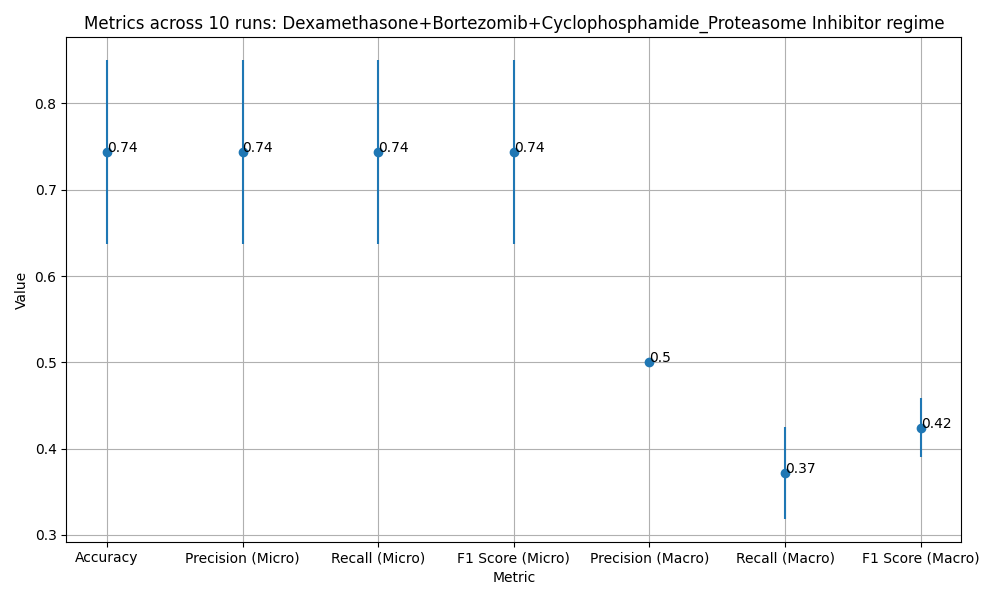 Metrics across 10 runs: Dexamethasone+Bortezomib+Cyclophosphamide_Proteasome Inhibitor regime
Value
0.8
0.7
0.6
0.5
0.4
0.3
0.74
0.74
0.74
0.74
0.5
0.37
0.42
Accuracy
Precision (Micro)
Recall (Micro)
F1 Score (Micro)
Precision (Macro)
Recall (Macro)
F1 Score (Macro)
Metric